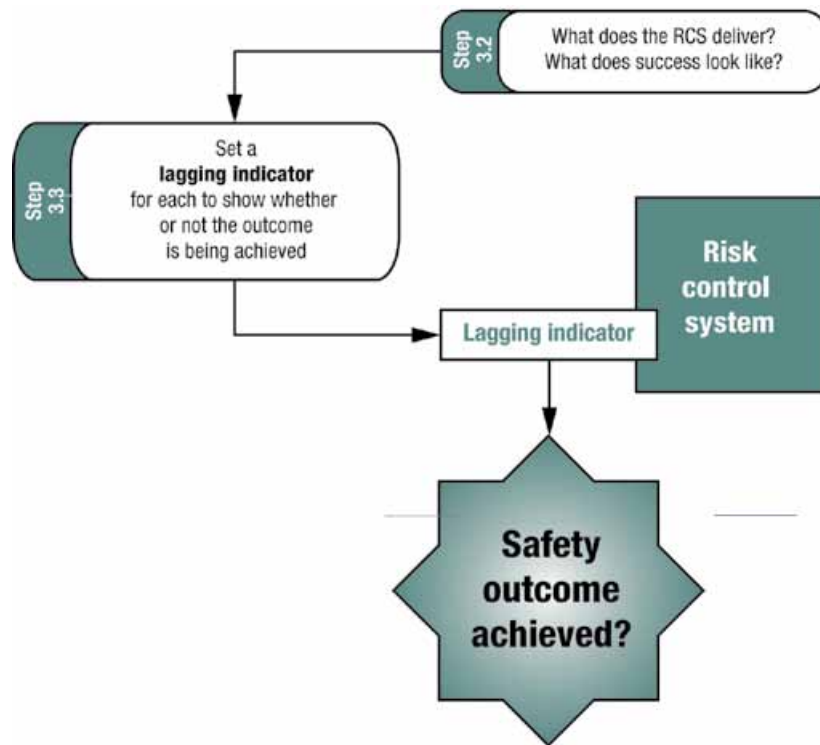 Step
3.2
What does the RCS deliver?
What does success look like?
Step
3.3
Set a
lagging indicator
for each to show whether
or not the outcome
is being achieved
Risk
control
system
Lagging indicator
Safety
outcome
achieved?